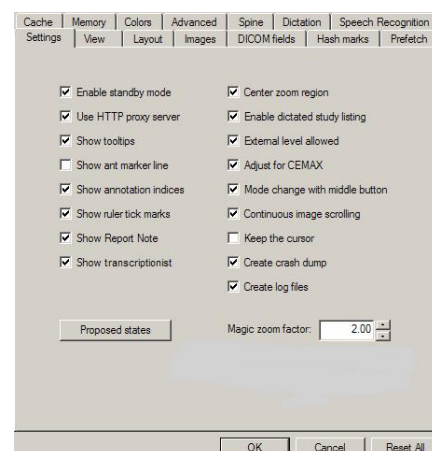 Cache Memory Colors Advanced Spine Dictation Speech Recognition
Settings View Layout Images DICOM fields Hash marks Prefetch
Enable standby mode Center zoom region
Use HTTP proxy server Enable dictated study listing
Show tooltips External level allowed
Show ant marker line Adjust for CEMAX
Show annotation indices Mode change with middle button
Show ruler tick marks Continuous image scrolling
Show Report Note Keep the cursor
Show transcriptionist Create crash dump
Create log files
Proposed states Magic zoom factor: 2.00
OK Cancel Reset All